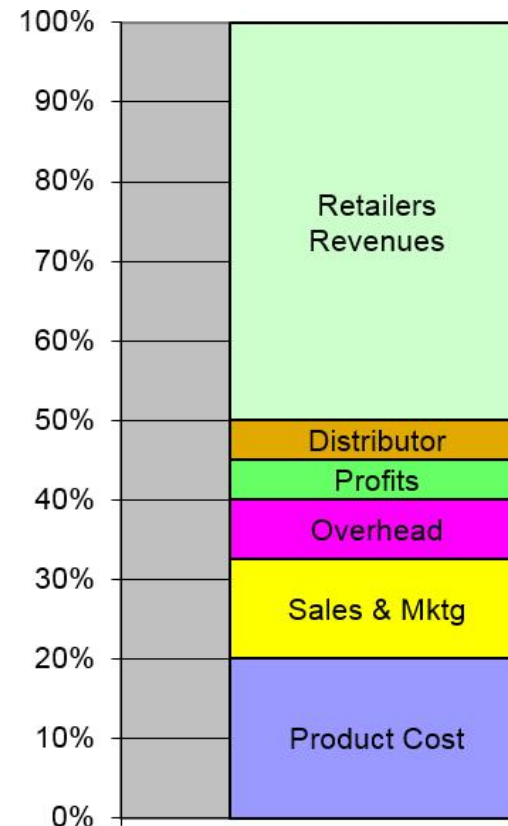 100%
90%
80%
70%
60%
50%
40%
30%
20%
10%
0%
Retailers
Revenues
Distributor
Profits
Overhead
Sales & Mktg
Product Cost